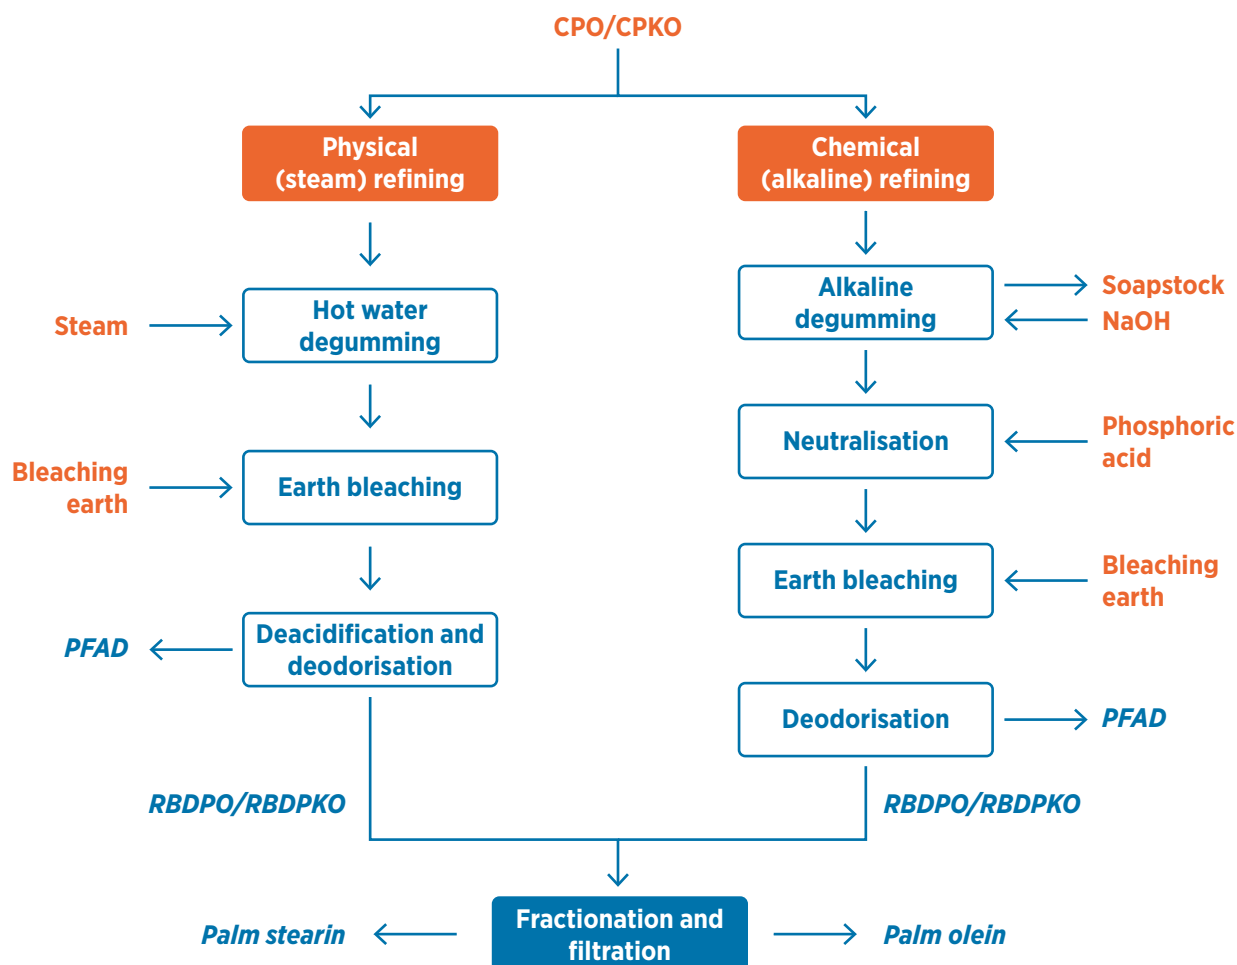 CPO/CPKO
Physical
(steam) refining
Chemical
(alkaline) refining
Steam
Hot water
degumming
Alkaline
degumming
Soapstock
NaOH
Neutralisation
Phosphoric
acid
Bleaching
earth
Earth bleaching
Earth bleaching
Bleaching
earth
PFAD
Deacidification and
deodorisation
Deodorisation
PFAD
RBDPO/RBDPKO
RBDPO/RBDPKO
Palm stearin
Fractionation and
filtration
Palm olein